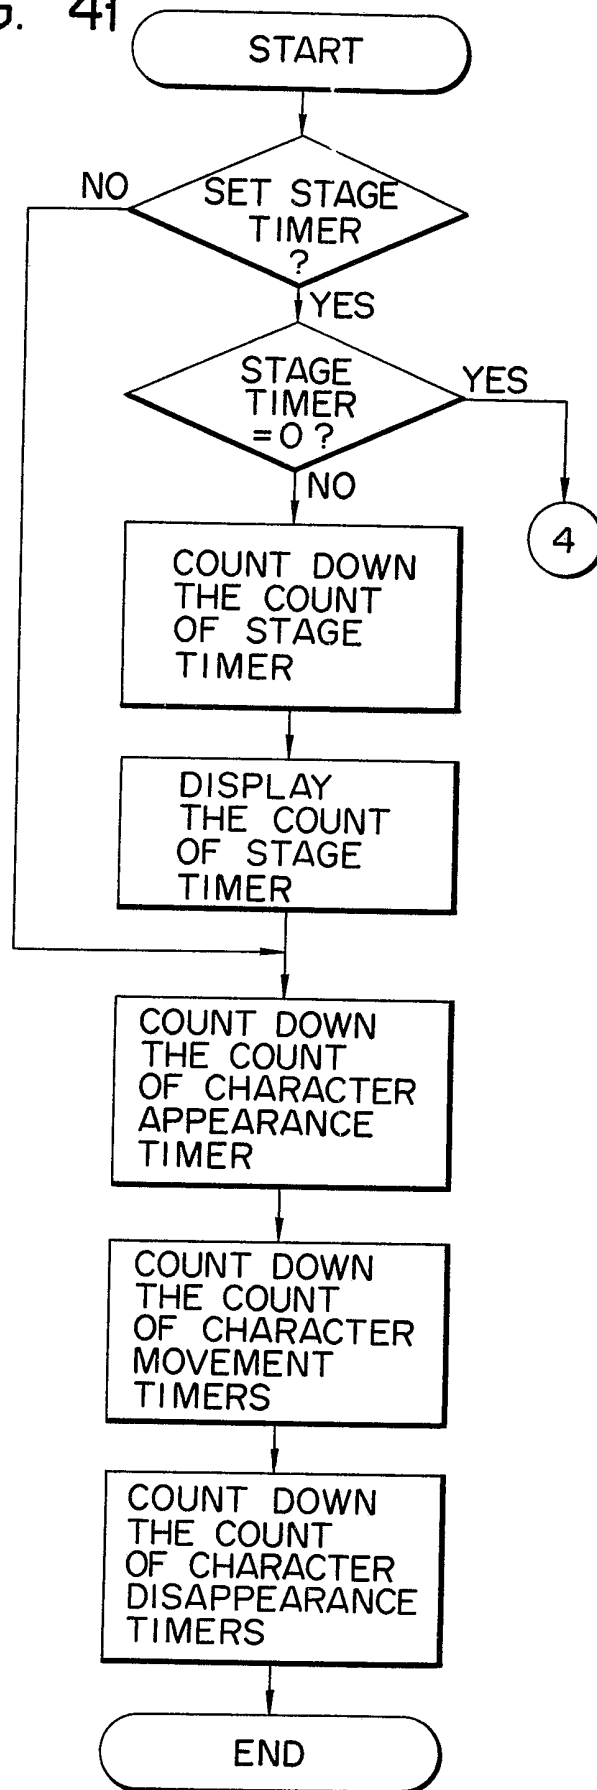 G. 4f
START
NO
SET STAGE
TIMER
?
YES
STAGE
TIMER
=0?
YES
NO
4
COUNT DOWN
THE COUNT
OF STAGE
TIMER
DISPLAY
THE COUNT
OF STAGE
TIMER
COUNT DOWN
THE COUNT
OF CHARACTER
APPEARANCE
TIMER
COUNT DOWN
THE COUNT
OF CHARACTER
MOVEMENT
TIMERS
COUNT DOWN
THE COUNT
OF CHARACTER
DISAPPEARANCE
TIMERS
END